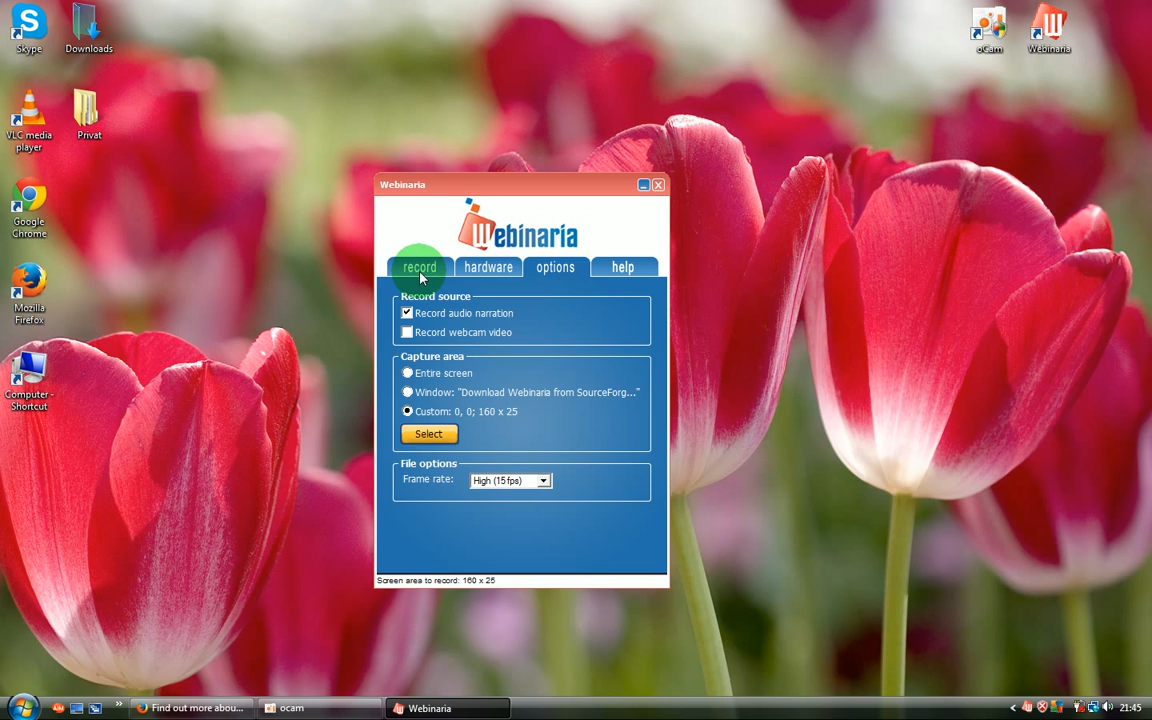 Skype
Downloads
oCam
Webinaria
VLC media
player
Privat
Google
Chrome
Mozilla
Firefox
Computer -
Shortcut
Webinaria
Webinaria
record
hardware
options
help
Record source
Record audio narration
Record webcam video
Capture area
Entire screen
Window: "Download Webinaria from SourceForg..."
Custom: 0, 0; 160 x 25
Select
File options
Frame rate:
High (15 fps)
Screen area to record: 160 x 25
Find out more abou...
ocam
Webinaria
21:45